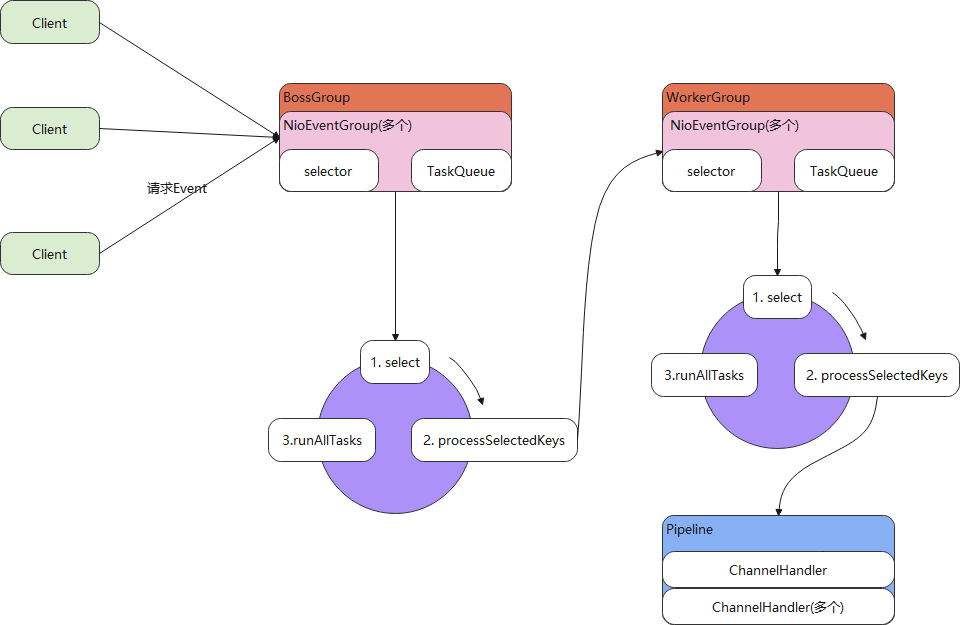 Client
Client
请求Event
Client
BossGroup
NioEventGroup(多个)
selector
TaskQueue
1. select
2. processSelectedKeys
3.runAllTasks
WorkerGroup
NioEventGroup(多个)
selector
TaskQueue
1. select
2. processSelectedKeys
3.runAllTasks
Pipeline
ChannelHandler
ChannelHandler(多个)